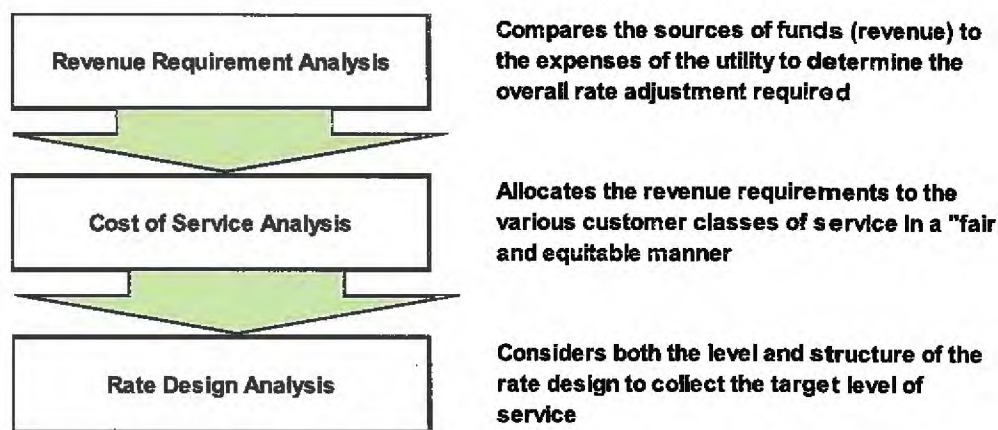 Revenue Requirement Analysis
Compares the sources of funds (revenue) to
the expenses of the utility to determine the
overall rate adjustment required
Cost of Service Analysis
Allocates the revenue requirements to the
various customer classes of service in a "fair
and equitable manner
Rate Design Analysis
Considers both the level and structure of the
rate design to collect the target level of
service